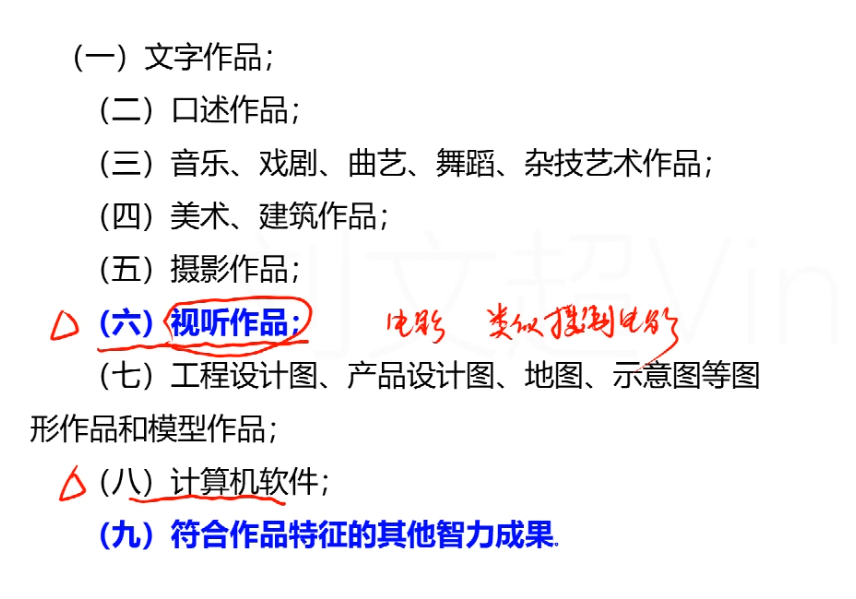 （一）文字作品；
（二）口述作品；
（三）音乐、戏剧、曲艺、舞蹈、杂技艺术作品；
（四）美术、建筑作品；
（五）摄影作品；
（六）视听作品； 电影 类似摄制电影
（七）工程设计图、产品设计图、地图、示意图等图
形作品和模型作品；
（八）计算机软件；
（九）符合作品特征的其他智力成果.
文超Vin